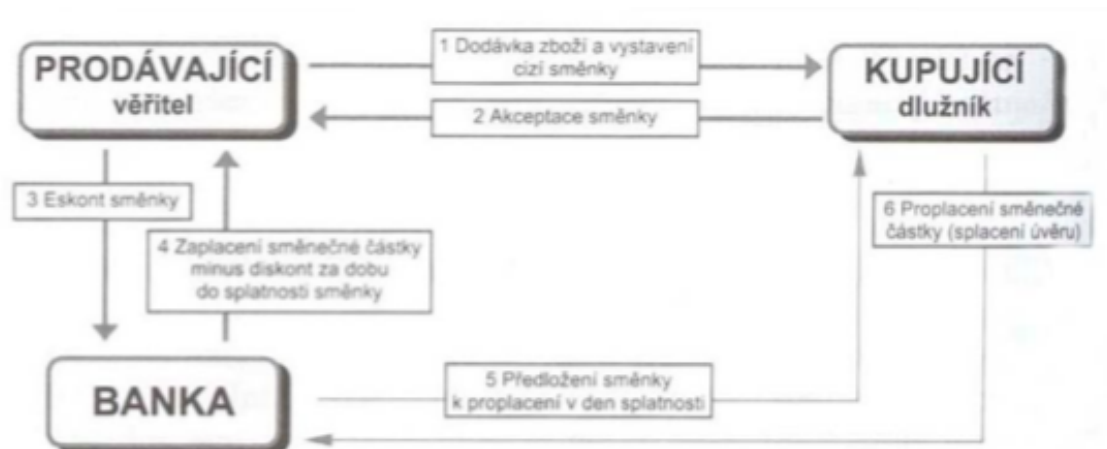 PRODÁVAJÍCÍ
věřitel
1 Dodávka zboží a vystavení
cizí směnky
KUPUJÍCÍ
dlužník
2 Akceptace směnky
3 Eskont směnky
4 Zaplacení směnečné částky
minus diskont za dobu
do splatnosti směnky
6 Proplacení směnečné
částky (splacení úvěru)
BANKA
5 Předložení směnky
k proplacení v den splatnosti